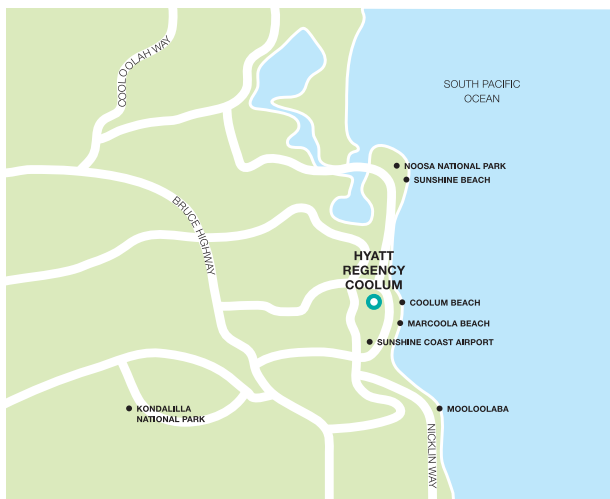 COOLOOLAH WAY
SOUTH PACIFIC
OCEAN
NOOSA NATIONAL PARK
SUNSHINE BEACH
BRUCE HIGHWAY
HYATT
REGENCY
COOLUM
COOLUM BEACH
MARCOOLA BEACH
SUNSHINE COAST AIRPORT
KONDALILLA
NATIONAL PARK
MOOLOOLABA
NICKLIN WAY